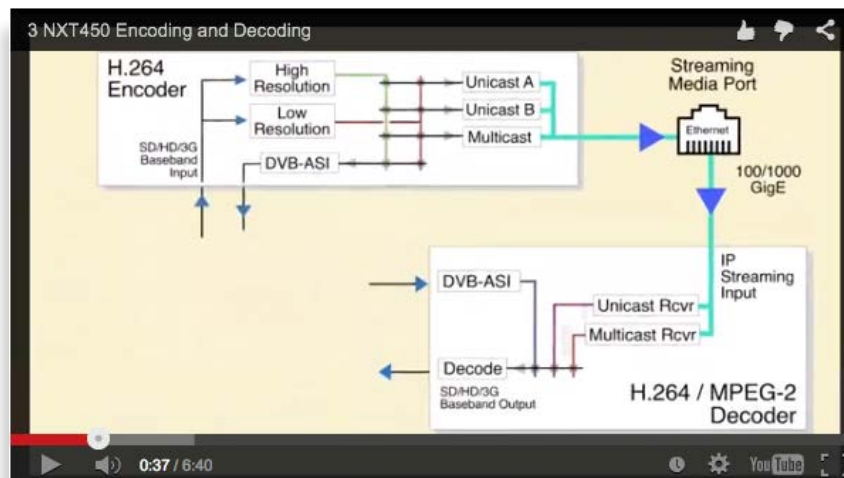 3 NXT450 Encoding and Decoding
H.264
Encoder
High
Resolution
Low
Resolution
SD/HD/3G
Baseband
Input
DVB-ASI
Unicast A
Unicast B
Multicast
Streaming
Media Port
Ethernet
100/1000
GigE
IP
Streaming
Input
DVB-ASI
Unicast Rcvr
Multicast Rcvr
Decode
SD/HD/3G
Baseband Output
H.264 / MPEG-2
Decoder
0:37 / 6:40
YouTube